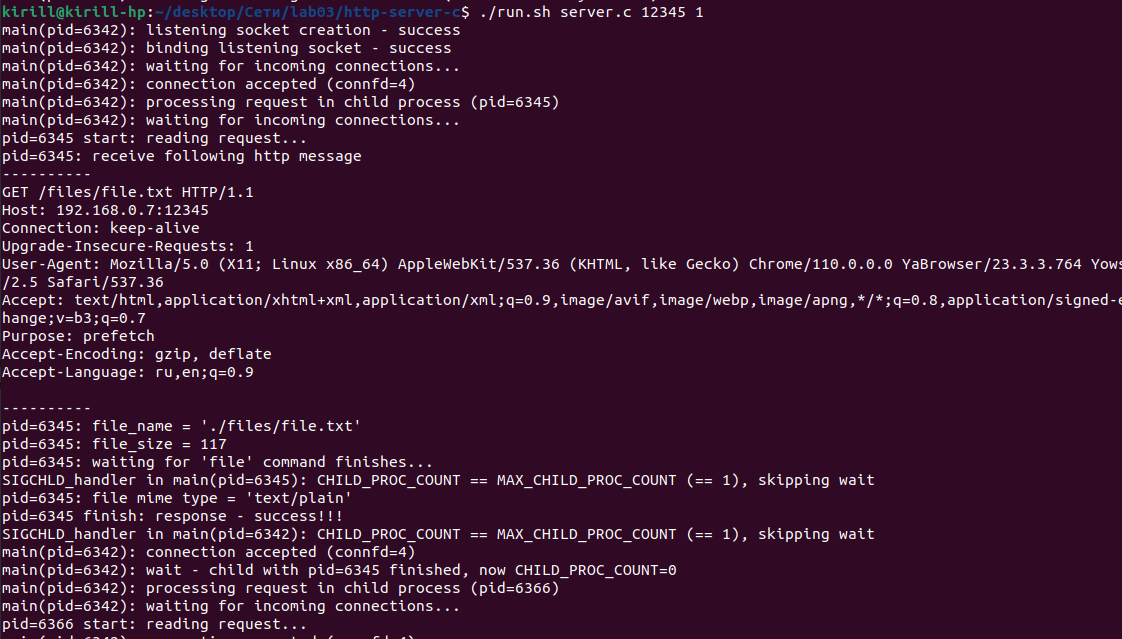 kirill@kirill-hp:~/desktop/Сети/lab03/http-server-c$ ./run.sh server.c 12345 1
main(pid=6342): listening socket creation - success
main(pid=6342): binding listening socket - success
main(pid=6342): waiting for incoming connections...
main(pid=6342): connection accepted (connfd=4)
main(pid=6342): processing request in child process (pid=6345)
main(pid=6342): waiting for incoming connections...
pid=6345 start: reading request...
pid=6345: receive following http message
----------
GET /files/file.txt HTTP/1.1
Host: 192.168.0.7:12345
Connection: keep-alive
Upgrade-Insecure-Requests: 1
User-Agent: Mozilla/5.0 (X11; Linux x86_64) AppleWebKit/537.36 (KHTML, like Gecko) Chrome/110.0.0.0 YaBrowser/23.3.3.764 Yows
/2.5 Safari/537.36
Accept: text/html,application/xhtml+xml,application/xml;q=0.9,image/avif,image/webp,image/apng,*/*;q=0.8,application/signed-e
hange;v=b3;q=0.7
Purpose: prefetch
Accept-Encoding: gzip, deflate
Accept-Language: ru,en;q=0.9
----------
pid=6345: file_name = './files/file.txt'
pid=6345: file_size = 117
pid=6345: waiting for 'file' command finishes...
SIGCHLD_handler in main(pid=6345): CHILD_PROC_COUNT == MAX_CHILD_PROC_COUNT (== 1), skipping wait
pid=6345: file mime type = 'text/plain'
pid=6345 finish: response - success!!!
SIGCHLD_handler in main(pid=6342): CHILD_PROC_COUNT == MAX_CHILD_PROC_COUNT (== 1), skipping wait
main(pid=6342): connection accepted (connfd=4)
main(pid=6342): wait - child with pid=6345 finished, now CHILD_PROC_COUNT=0
main(pid=6342): processing request in child process (pid=6366)
main(pid=6342): waiting for incoming connections...
pid=6366 start: reading request...